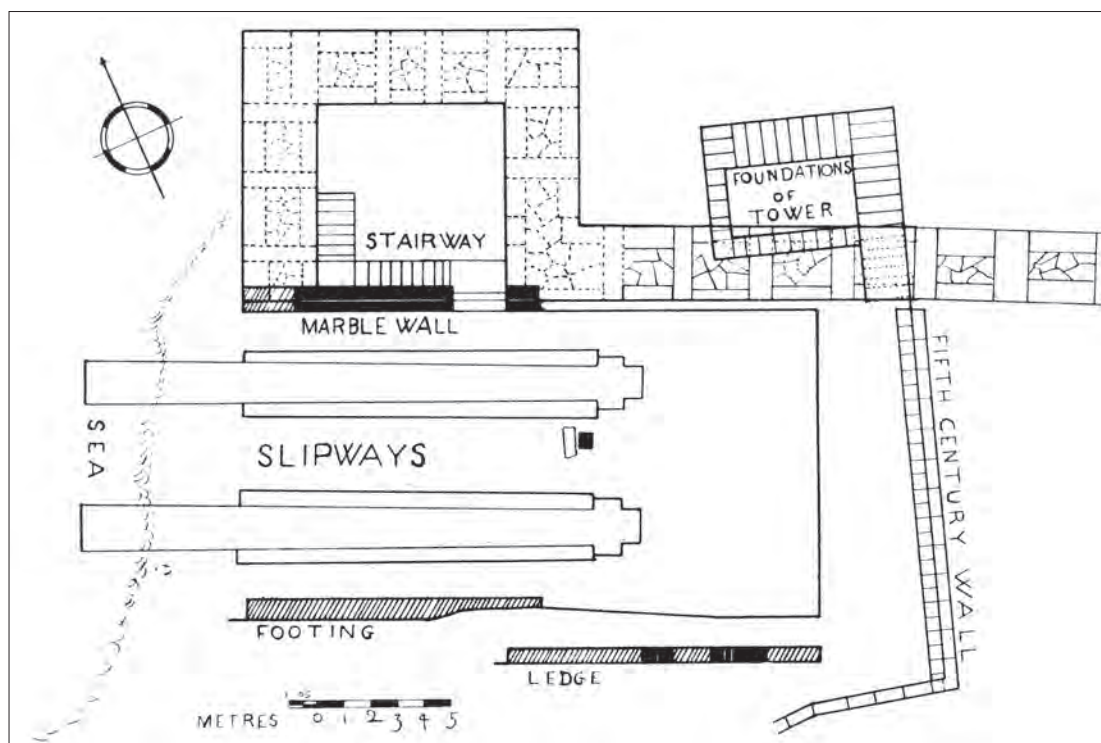 FOUNDATIONS
OF
TOWER
STAIRWAY
MARBLE WALL
SEA
SLIPWAYS
FIFTH CENTURY WALL
FOOTING
LEDGE
METRES 0 1 2 3 4 5